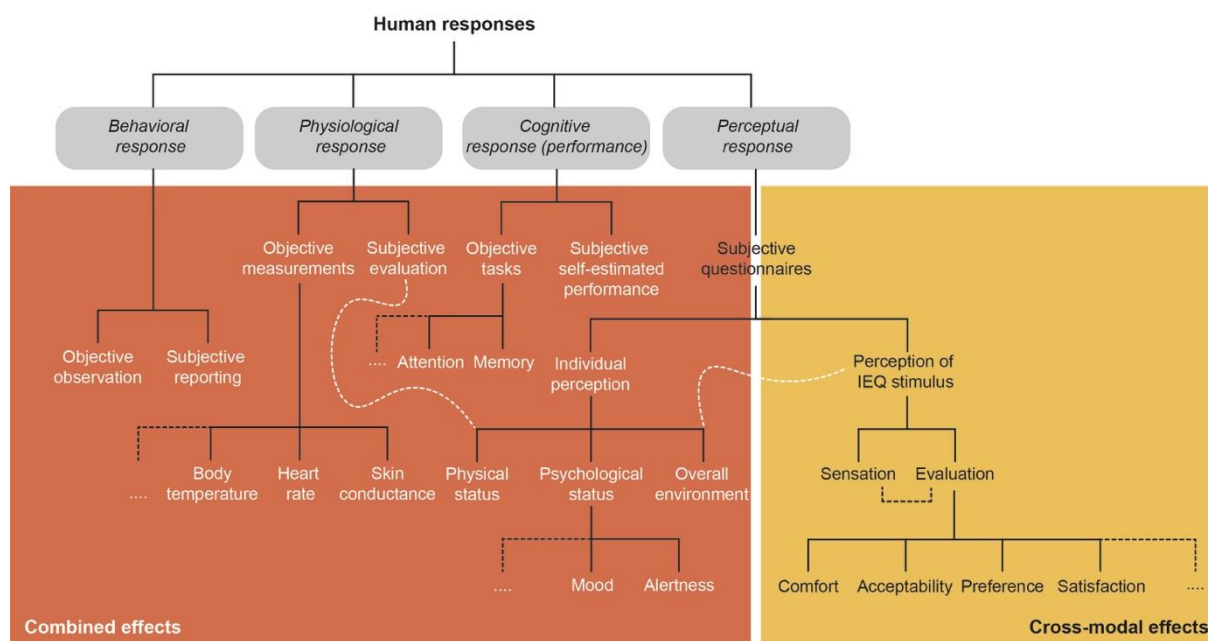 Human responses
Behavioral
response
Physiological
response
Cognitive
response (performance)
Perceptual
response
Objective
measurements
Subjective
evaluation
Objective
tasks
Subjective
self-estimated
performance
Subjective
questionnaires
Objective
observation
Subjective
reporting
....
Attention
Memory
Individual
perception
Perception of
IEQ stimulus
....
Body
temperature
Heart
rate
Skin
conductance
Physical
status
Psychological
status
Overall
environment
Sensation
Evaluation
....
Mood
Alertness
Comfort
Acceptability
Preference
Satisfaction
....
Combined effects
Cross-modal effects